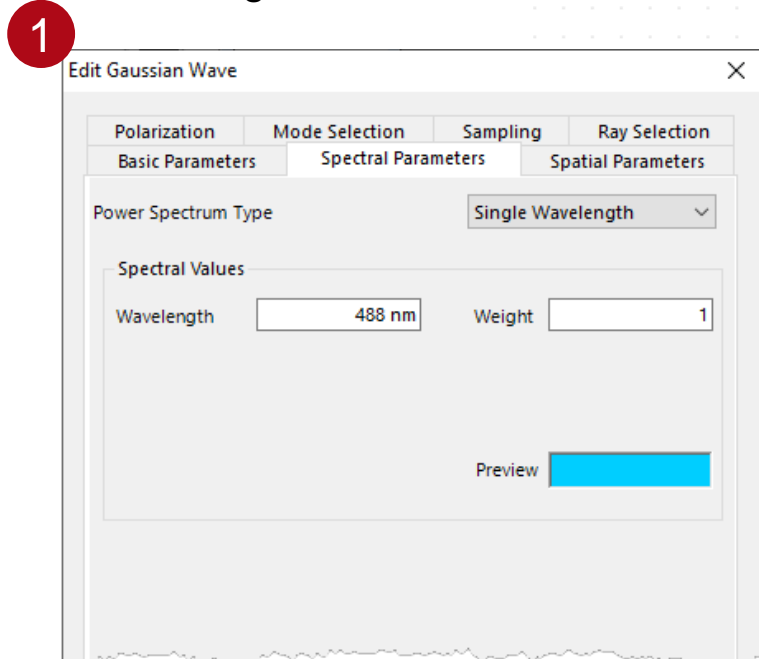 1
Edit Gaussian Wave
Polarization Mode Selection Sampling Ray Selection
Basic Parameters Spectral Parameters Spatial Parameters
Power Spectrum Type Single Wavelength
Spectral Values
Wavelength 488 nm Weight 1
Preview